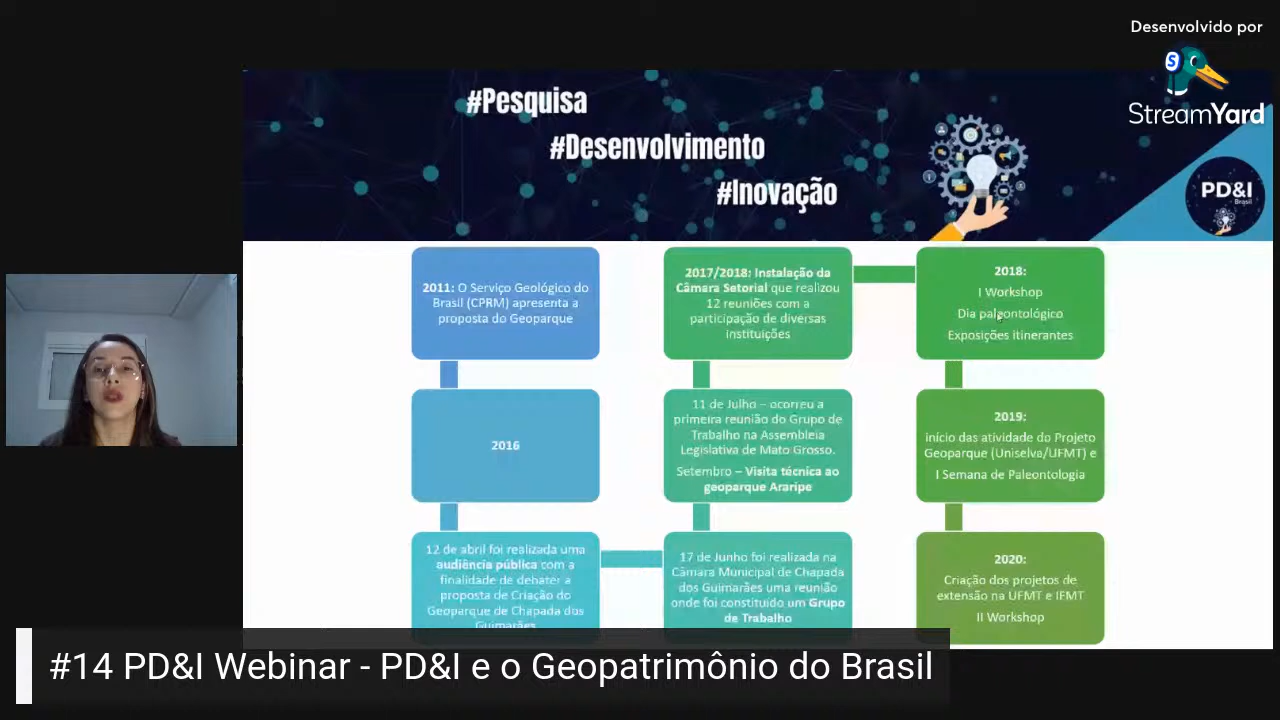 Desenvolvido por
StreamYard
#Pesquisa
#Desenvolvimento
#Inovação
PD&I
Brasil
2011: O Serviço Geológico do
Brasil (CPRM) apresenta a
proposta do Geoparque
2016
12 de abril foi realizada uma
audiência pública com a
finalidade de debater a
proposta de Criação do
Geoparque de Chapada dos
Guimarães
17 de Junho foi realizada na
Câmara Municipal de Chapada
dos Guimarães uma reunião
onde foi constituído um Grupo
de Trabalho
11 de Julho – ocorreu a
primeira reunião do Grupo de
Trabalho na Assembleia
Legislativa de Mato Grosso.
Setembro – Visita técnica ao
geoparque Araripe
2017/2018: Instalação da
Câmara Setorial que realizou
12 reuniões com a
participação de diversas
instituições
2018:
I Workshop
Dia paleontológico
Exposições itinerantes
2019:
início das atividade do Projeto
Geoparque (Uniselva/UFMT) e
I Semana de Paleontologia
2020:
Criação dos projetos de
extensão na UFMT e IFMT
II Workshop
#14 PD&I Webinar - PD&I e o Geopatrimônio do Brasil